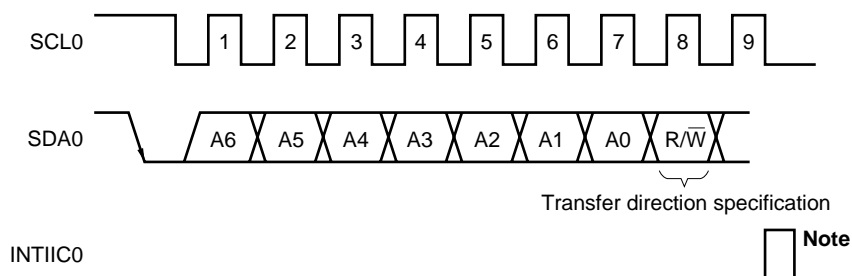 SCL0 1 2 3 4 5 6 7 8 9
SDA0 A6 A5 A4 A3 A2 A1 A0 R/W̅
Transfer direction specification
INTIIC0 Note